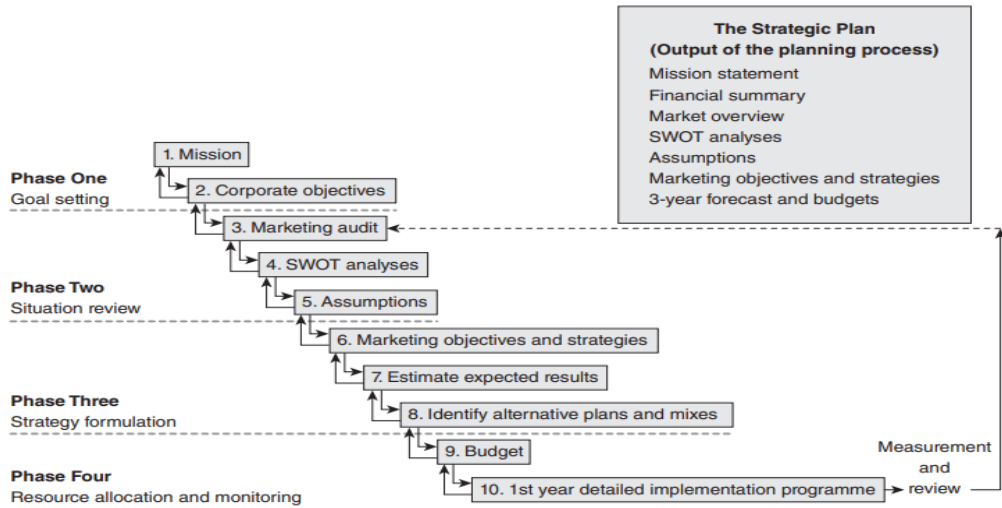 The Strategic Plan
(Output of the planning process)
Mission statement
Financial summary
Market overview
SWOT analyses
Assumptions
Marketing objectives and strategies
3-year forecast and budgets
1. Mission
Phase One
Goal setting
2. Corporate objectives
3. Marketing audit
4. SWOT analyses
Phase Two
Situation review
5. Assumptions
6. Marketing objectives and strategies
7. Estimate expected results
Phase Three
Strategy formulation
8. Identify alternative plans and mixes
9. Budget
Phase Four
Resource allocation and monitoring
10. 1st year detailed implementation programme
Measurement
and
review